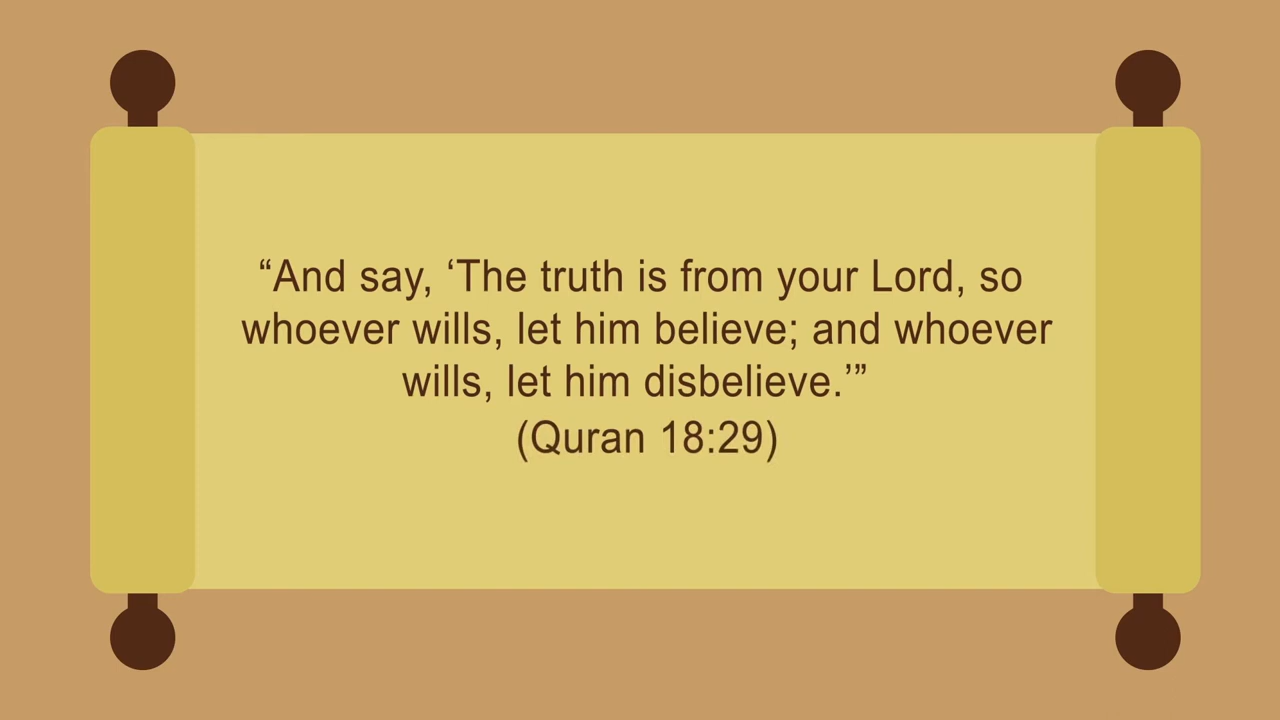 “And say, ‘The truth is from your Lord, so
whoever wills, let him believe; and whoever
wills, let him disbelieve.’”
(Quran 18:29)